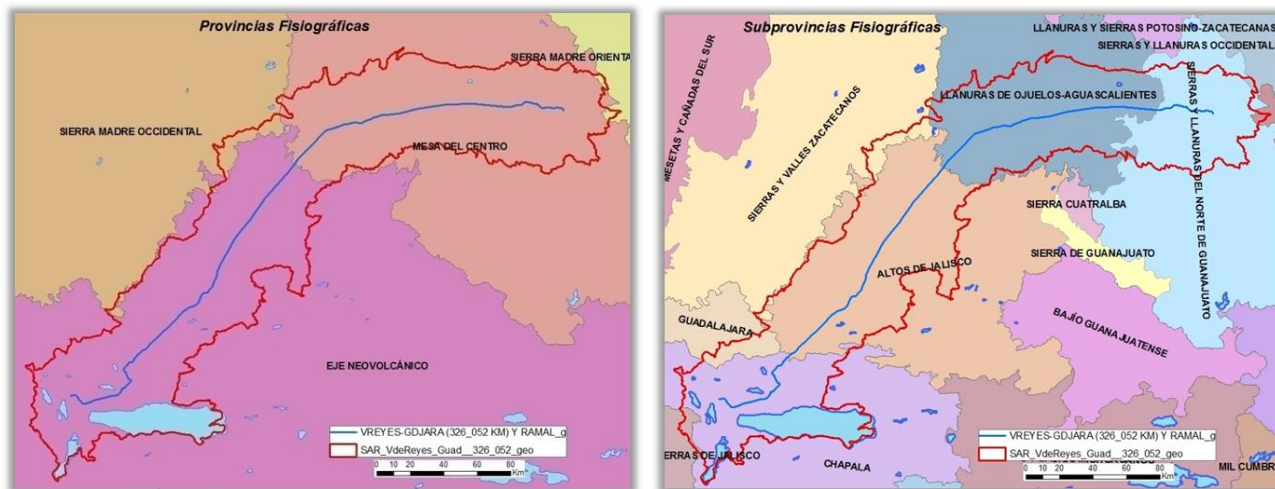 Provincias Fisiográficas
SIERRA MADRE ORIENTA
SIERRA MADRE OCCIDENTAL
MESA DEL CENTRO
EJE NEOVOLCÁNICO
VREYES-GDJARA (326_052 KM) Y RAMAL_g
SAR_VdeReyes_Guad__326_052_geo
0 10 20 40 60 80
Km
Subprovincias Fisiográficas
LLANURAS Y SIERRAS POTOSINO-ZACATECANAS
SIERRAS Y LLANURAS OCCIDENTAL
MESETAS Y CAÑADAS DEL SUR
LLANURAS DE OJUELOS-AGUASCALIENTES
SIERRAS Y VALLES ZACATECANOS
SIERRAS Y LLANURAS DEL NORTE DE GUANAJUATO
SIERRA CUATRALBA
SIERRA DE GUANAJUATO
ALTOS DE JALISCO
GUADALAJARA
BAJÍO GUANAJUATENSE
ERRAS DE JALISCO
CHAPALA
MIL CUMBR
VREYES-GDJARA (326_052 KM) Y RAMAL_g
SAR_VdeReyes_Guad__326_052_geo
0 10 20 40 60 80
Km